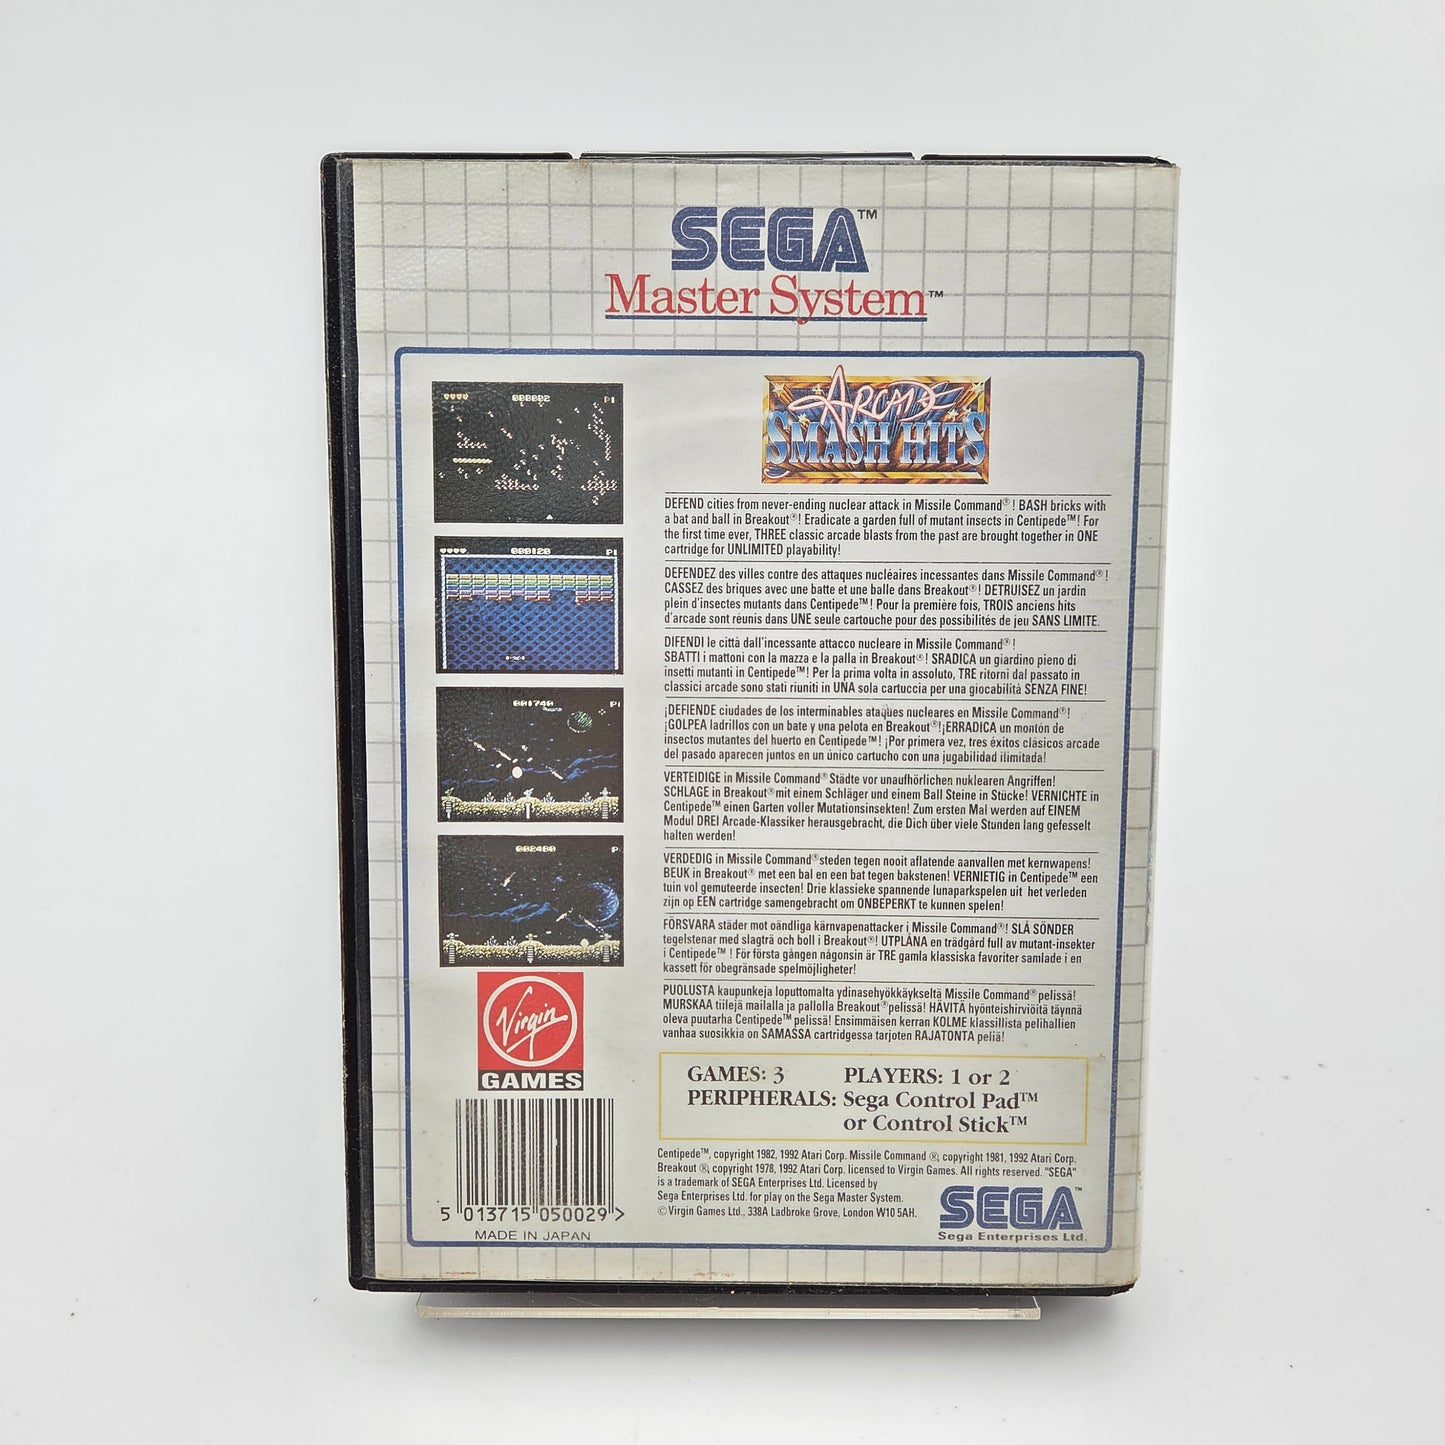 SEGA™
Master System™
ARCADE
SMASH HITS
000002 P1
000120 P1
001740 P1
002480 P
DEFEND cities from never-ending nuclear attack in Missile Command®! BASH bricks with
a bat and ball in Breakout®! Eradicate a garden full of mutant insects in Centipede™! For
the first time ever, THREE classic arcade blasts from the past are brought together in ONE
cartridge for UNLIMITED playability!
DEFENDEZ des villes contre des attaques nucléaires incessantes dans Missile Command®!
CASSEZ des briques avec une batte et une balle dans Breakout®! DETRUISEZ un jardin
plein d'insectes mutants dans Centipede™! Pour la première fois, TROIS anciens hits
d'arcade sont réunis dans UNE seule cartouche pour des possibilités de jeu SANS LIMITE.
DIFENDI le città dall'incessante attacco nucleare in Missile Command®!
SBATTI i mattoni con la mazza e la palla in Breakout®! SRADICA un giardino pieno di
insetti mutanti in Centipede™! Per la prima volta in assoluto, TRE ritorni dal passato in
classici arcade sono stati riuniti in UNA sola cartuccia per una giocabilità SENZA FINE!
¡DEFIENDE ciudades de los interminables ataques nucleares en Missile Command®!
¡GOLPEA ladrillos con un bate y una pelota en Breakout®! ¡ERRADICA un montón de
insectos mutantes del huerto en Centipede™! ¡Por primera vez, tres éxitos clásicos arcade
del pasado aparecen juntos en un único cartucho con una jugabilidad ilimitada!
VERTEIDIGE in Missile Command® Städte vor unaufhörlichen nuklearen Angriffen!
SCHLAGE in Breakout® mit einem Schläger und einem Ball Steine in Stücke! VERNICHTE in
Centipede™ einen Garten voller Mutationsinsekten! Zum ersten Mal werden auf EINEM
Modul DREI Arcade-Klassiker herausgebracht, die Dich über viele Stunden lang gefesselt
halten werden!
VERDEDIG in Missile Command® steden tegen nooit aflatende aanvallen met kernwapens!
BEUK in Breakout® met een bal en een bat tegen bakstenen! VERNIETIG in Centipede™ een
tuin vol gemuteerde insecten! Drie klassieke spannende lunaparkspelen uit het verleden
zijn op EEN cartridge samengebracht om ONBEPERKT te kunnen spelen!
FÖRSVARA städer mot oändliga kärnvapenattacker i Missile Command®! SLÅ SÖNDER
tegelstenar med slagträ och boll i Breakout®! UTPLÅNA en trädgård full av mutant-insekter
i Centipede™! För första gången någonsin är TRE gamla klassiska favoriter samlade i en
kassett för obegränsade spelmöjligheter!
PUOLUSTA kaupunkeja loputtomalta ydinasehyökkäykseltä Missile Command® pelissä!
MURSKAA tiilejä mailalla ja pallolla Breakout® pelissä! HÄVITÄ hyönteishirviöitä täynnä
oleva puutarha Centipede™ pelissä! Ensimmäisen kerran KOLME klassillista pelihallien
vanhaa suosikkia on SAMASSA cartridgessa tarjoten RAJATONTA peliä!
Virgin
GAMES
GAMES: 3 PLAYERS: 1 or 2
PERIPHERALS: Sega Control Pad™
or Control Stick™
Centipede™, copyright 1982, 1992 Atari Corp. Missile Command ®, copyright 1981, 1992 Atari Corp.
Breakout ®, copyright 1978, 1992 Atari Corp. licensed to Virgin Games. All rights reserved. "SEGA"
is a trademark of SEGA Enterprises Ltd. Licensed by
Sega Enterprises Ltd. for play on the Sega Master System.
© Virgin Games Ltd., 338A Ladbroke Grove, London W10 5AH.
SEGA™
Sega Enterprises Ltd.
5 013715 050029 >
MADE IN JAPAN